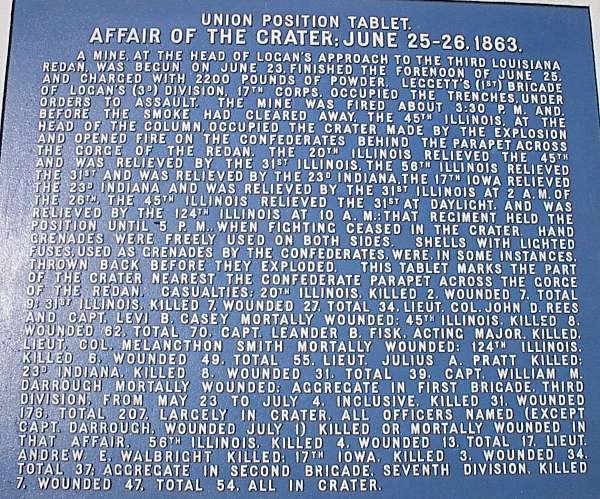 UNION POSITION TABLET.
AFFAIR OF THE CRATER; JUNE 25-26, 1863.
A MINE, AT THE HEAD OF LOGAN'S APPROACH TO THE THIRD LOUISIANA
REDAN, WAS BEGUN ON JUNE 23 FINISHED THE FORENOON OF JUNE 25,
AND CHARGED WITH 2200 POUNDS OF POWDER. LEGGETT'S (1ST) BRIGADE
OF LOGAN'S (3D) DIVISION, 17TH CORPS, OCCUPIED THE TRENCHES, UNDER
ORDERS TO ASSAULT. THE MINE WAS FIRED ABOUT 3:30 P. M. AND,
BEFORE THE SMOKE HAD CLEARED AWAY, THE 45TH ILLINOIS, AT THE
HEAD OF THE COLUMN, OCCUPIED THE CRATER MADE BY THE EXPLOSION
AND OPENED FIRE ON THE CONFEDERATES BEHIND THE PARAPET ACROSS
THE GORGE OF THE REDAN. THE 20TH ILLINOIS RELIEVED THE 45TH
AND WAS RELIEVED BY THE 31ST ILLINOIS, THE 56TH ILLINOIS RELIEVED
THE 31ST AND WAS RELIEVED BY THE 23D INDIANA, THE 17TH IOWA RELIEVED
THE 23D INDIANA AND WAS RELIEVED BY THE 31ST ILLINOIS AT 2 A. M. OF
THE 26TH, THE 45TH ILLINOIS RELIEVED THE 31ST AT DAYLIGHT, AND WAS
RELIEVED BY THE 124TH ILLINOIS AT 10 A. M.; THAT REGIMENT HELD THE
POSITION UNTIL 5 P. M., WHEN FIGHTING CEASED IN THE CRATER. HAND
GRENADES WERE FREELY USED ON BOTH SIDES. SHELLS WITH LIGHTED
FUSES, USED AS GRENADES BY THE CONFEDERATES, WERE, IN SOME INSTANCES,
THROWN BACK BEFORE THEY EXPLODED. THIS TABLET MARKS THE PART
OF THE CRATER NEAREST THE CONFEDERATE PARAPET ACROSS THE GORGE
OF THE REDAN. CASUALTIES: 20TH ILLINOIS, KILLED 2, WOUNDED 7, TOTAL
9; 31ST ILLINOIS, KILLED 7, WOUNDED 27, TOTAL 34, LIEUT. COL. JOHN D. REES
AND CAPT. LEVI B. CASEY MORTALLY WOUNDED; 45TH ILLINOIS, KILLED 8,
WOUNDED 62, TOTAL 70, CAPT. LEANDER B. FISK, ACTING MAJOR, KILLED,
LIEUT. COL. MELANCTHON SMITH MORTALLY WOUNDED; 124TH ILLINOIS,
KILLED 6, WOUNDED 49, TOTAL 55, LIEUT. JULIUS A. PRATT KILLED;
23D INDIANA, KILLED 8, WOUNDED 31, TOTAL 39, CAPT. WILLIAM M.
DARROUGH MORTALLY WOUNDED; AGGREGATE IN FIRST BRIGADE, THIRD
DIVISION, FROM MAY 23 TO JULY 4, INCLUSIVE, KILLED 31, WOUNDED
176, TOTAL 207, LARGELY IN CRATER, ALL OFFICERS NAMED (EXCEPT
CAPT. DARROUGH, WOUNDED JULY 1) KILLED OR MORTALLY WOUNDED IN
THAT AFFAIR. 56TH ILLINOIS, KILLED 4, WOUNDED 13, TOTAL 17, LIEUT.
ANDREW E. WALBRIGHT KILLED; 17TH IOWA, KILLED 3, WOUNDED 34,
TOTAL 37; AGGREGATE IN SECOND BRIGADE, SEVENTH DIVISION, KILLED
7, WOUNDED 47, TOTAL 54, ALL IN CRATER.